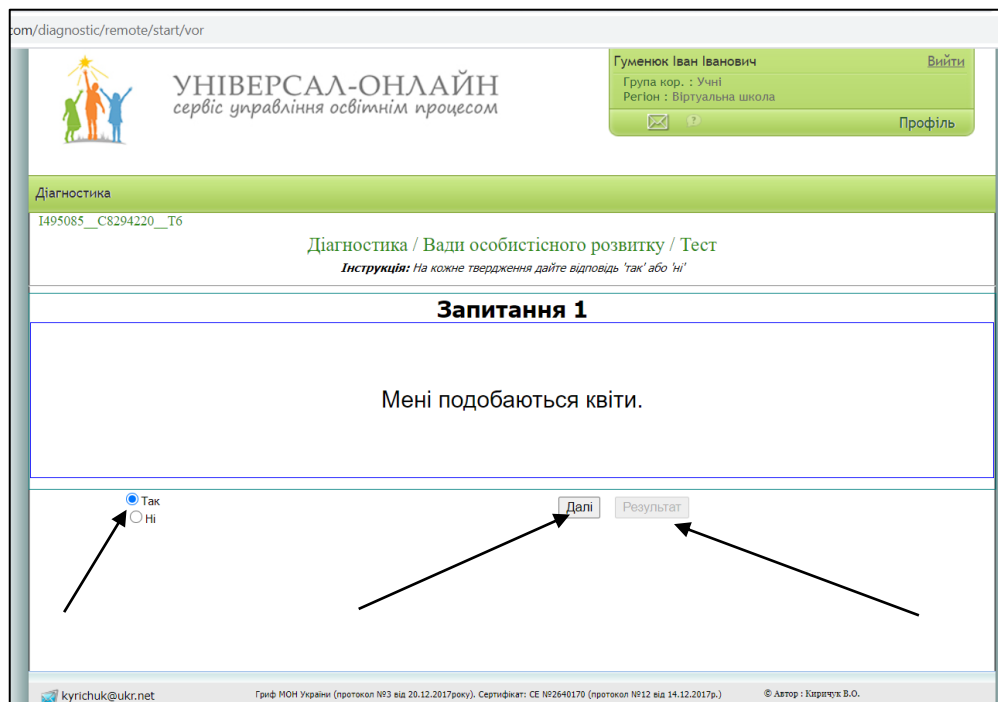 com/diagnostic/remote/start/vor
УНІВЕРСАЛ-ОНЛАЙН
сервіс управління освітнім процесом
Гуменюк Іван Іванович Вийти
Група кор. : Учні
Регіон : Віртуальна школа
Профіль
Діагностика
I495085__C8294220__T6
Діагностика / Вади особистісного розвитку / Тест
Інструкція: На кожне твердження дайте відповідь 'так' або 'ні'
Запитання 1
Мені подобаються квіти.
Так
Ні
Далі Результат
kyrichuk@ukr.net Гриф МОН України (протокол №3 від 20.12.2017року). Сертифікат: СЕ №2640170 (протокол №12 від 14.12.2017р.) © Автор : Киричук В.О.